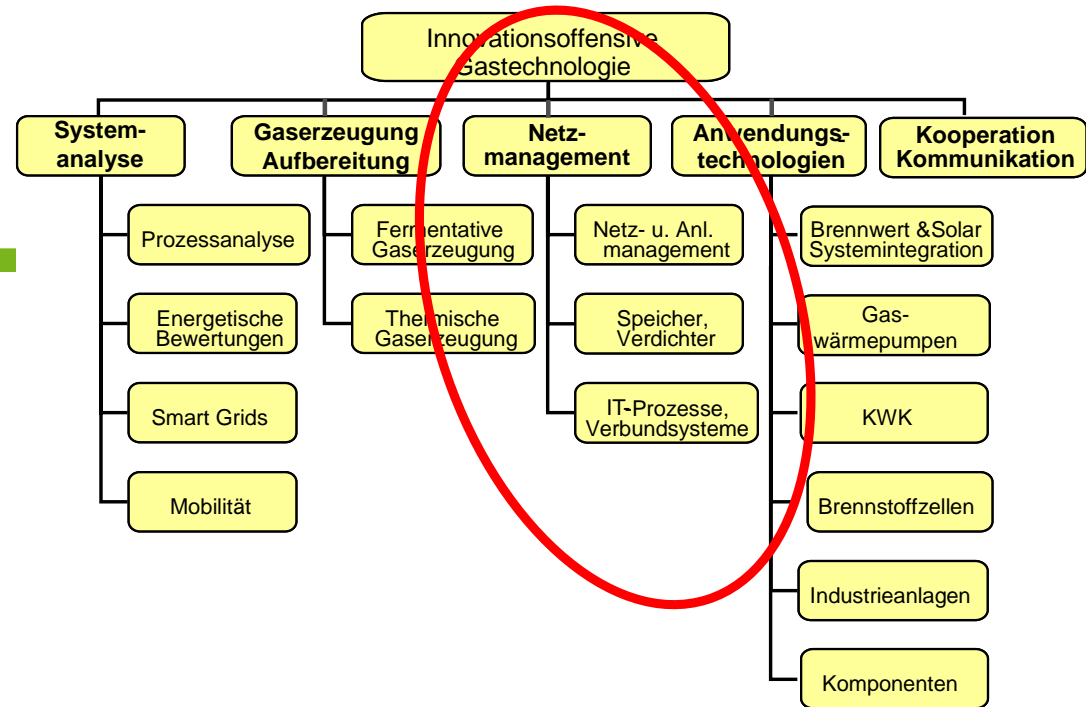 Innovationsoffensive
Gastechnologie
System-
analyse
Gaserzeugung
Aufbereitung
Netz-
management
Anwendungs-
technologien
Kooperation
Kommunikation
Prozessanalyse
Energetische
Bewertungen
Smart Grids
Mobilität
Fermentative
Gaserzeugung
Thermische
Gaserzeugung
Netz- u. Anl.
management
Speicher,
Verdichter
IT-Prozesse,
Verbundsysteme
Brennwert &Solar
Systemintegration
Gas-
wärmepumpen
KWK
Brennstoffzellen
Industrieanlagen
Komponenten